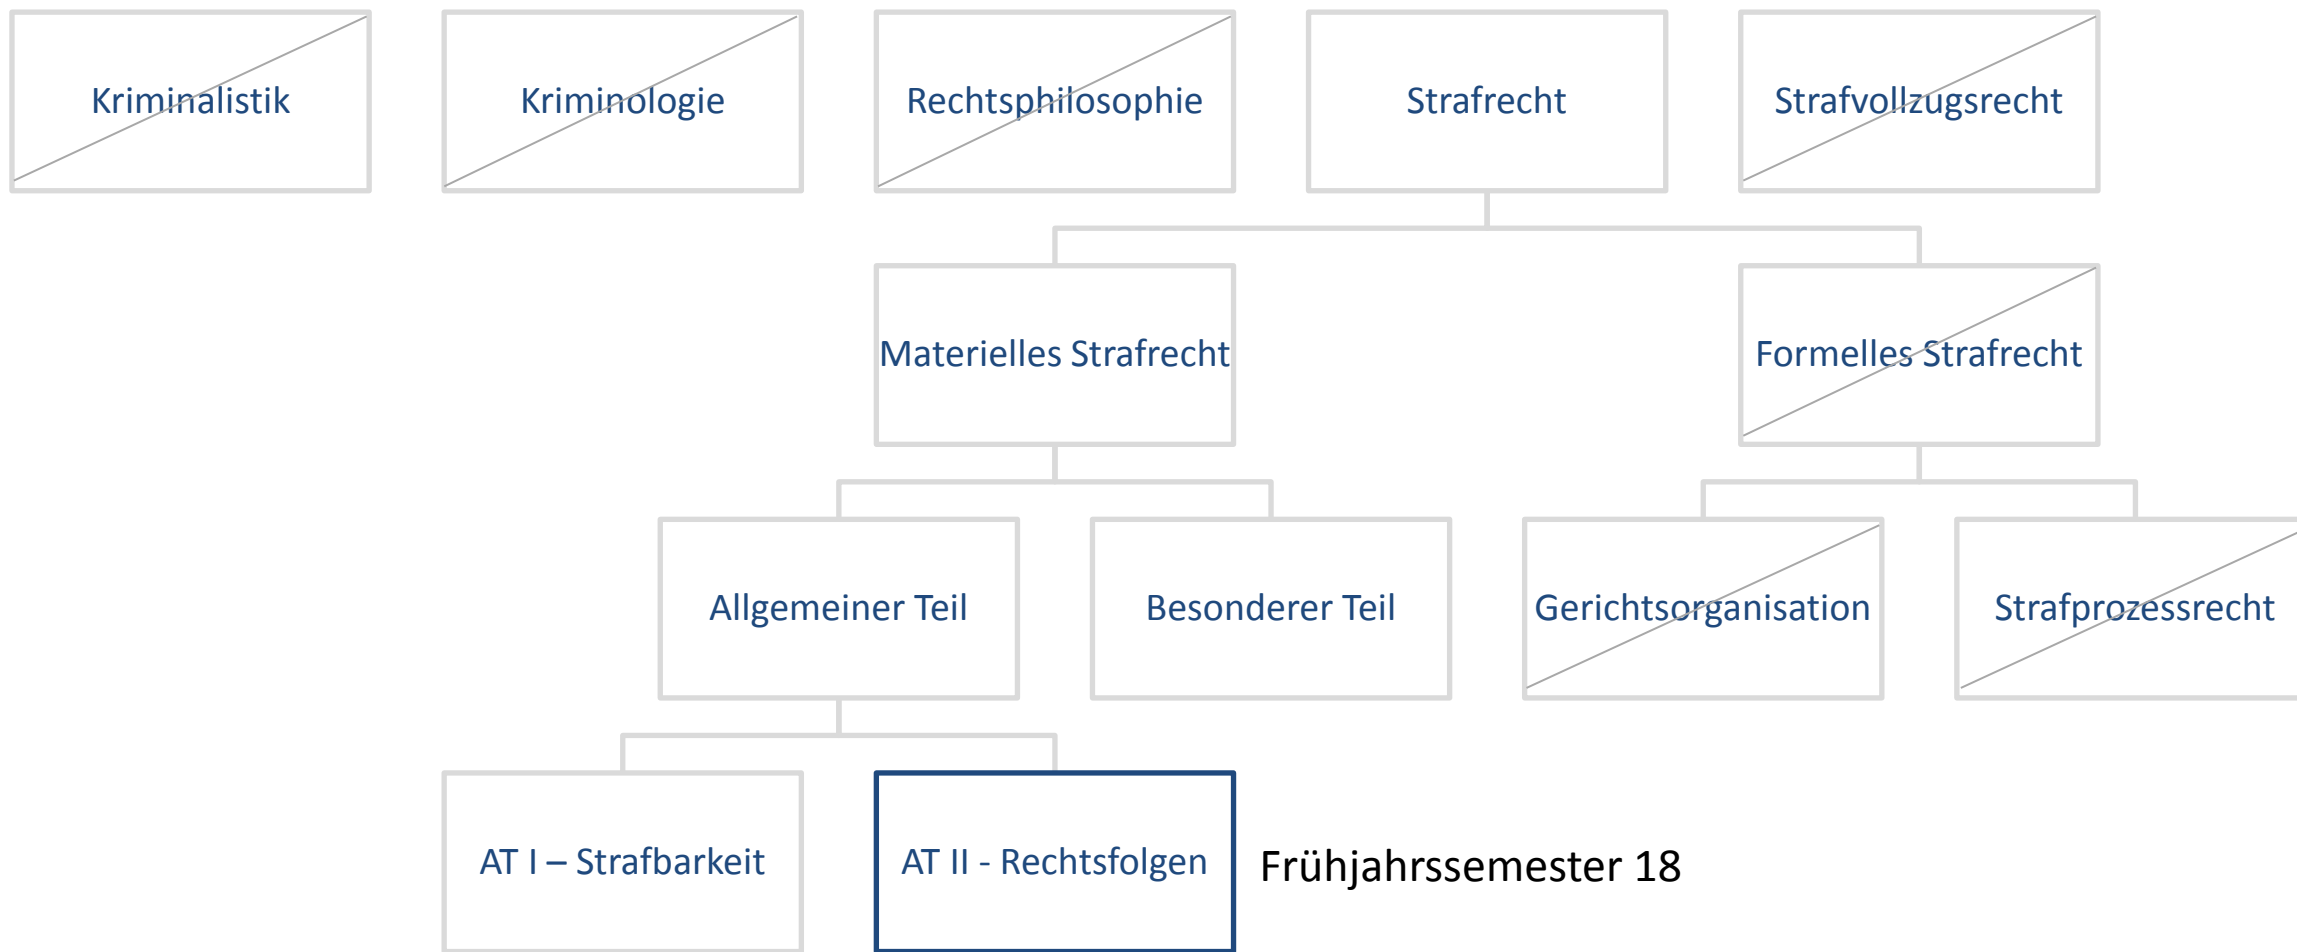 Kriminalistik
Kriminologie
Rechtsphilosophie
Strafrecht
Strafvollzugsrecht
Materielles Strafrecht
Formelles Strafrecht
Allgemeiner Teil
Besonderer Teil
Gerichtsorganisation
Strafprozessrecht
AT I – Strafbarkeit
AT II - Rechtsfolgen
Frühjahrssemester 18